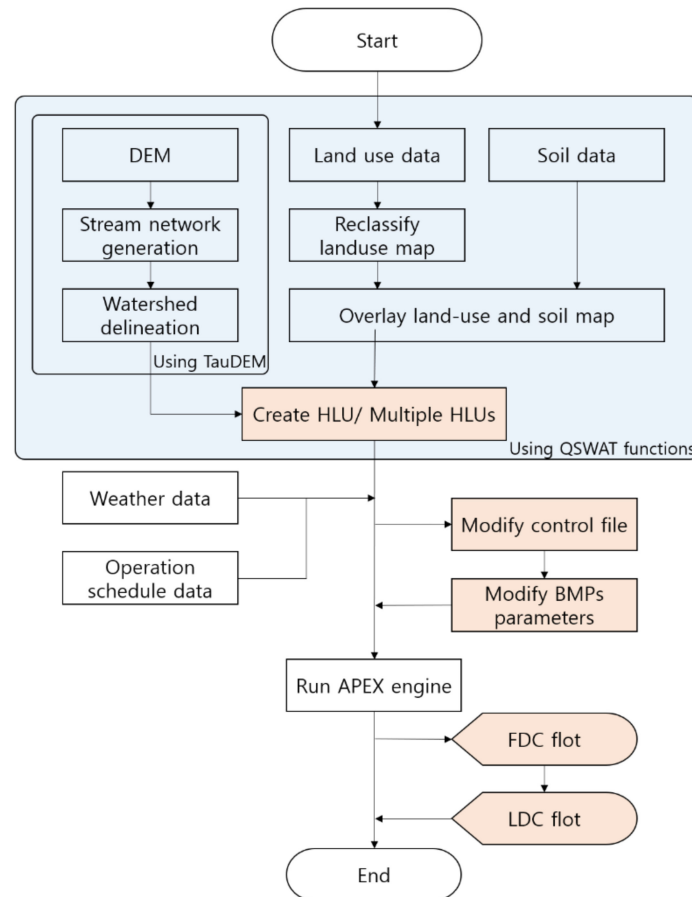 Start
DEM
Stream network
generation
Watershed
delineation
Using TauDEM
Land use data
Reclassify
landuse map
Soil data
Overlay land-use and soil map
Create HLU/ Multiple HLUs
Using QSWAT functions
Weather data
Operation
schedule data
Modify control file
Modify BMPs
parameters
Run APEX engine
FDC flot
LDC flot
End